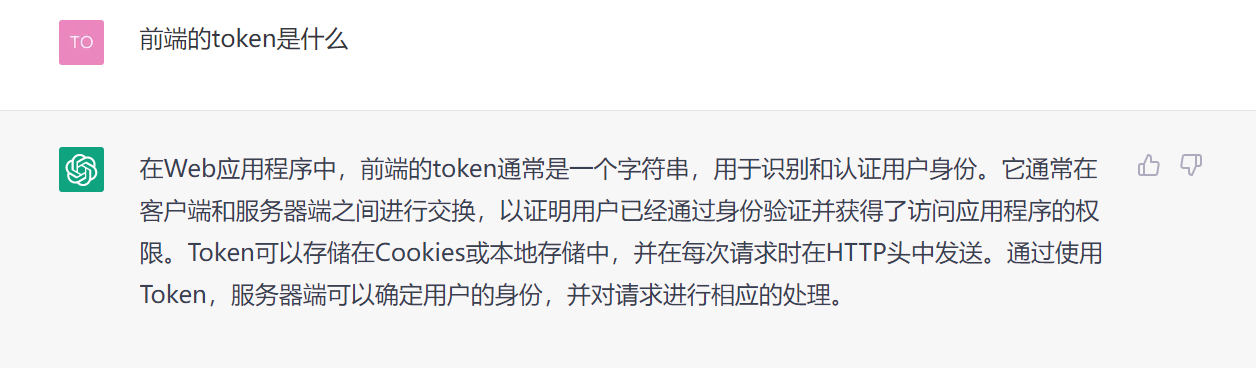 TO
前端的token是什么
在Web应用程序中，前端的token通常是一个字符串，用于识别和认证用户身份。它通常在
客户端和服务器端之间进行交换，以证明用户已经通过身份验证并获得了访问应用程序的权
限。Token可以存储在Cookies或本地存储中，并在每次请求时在HTTP头中发送。通过使用
Token，服务器端可以确定用户的身份，并对请求进行相应的处理。